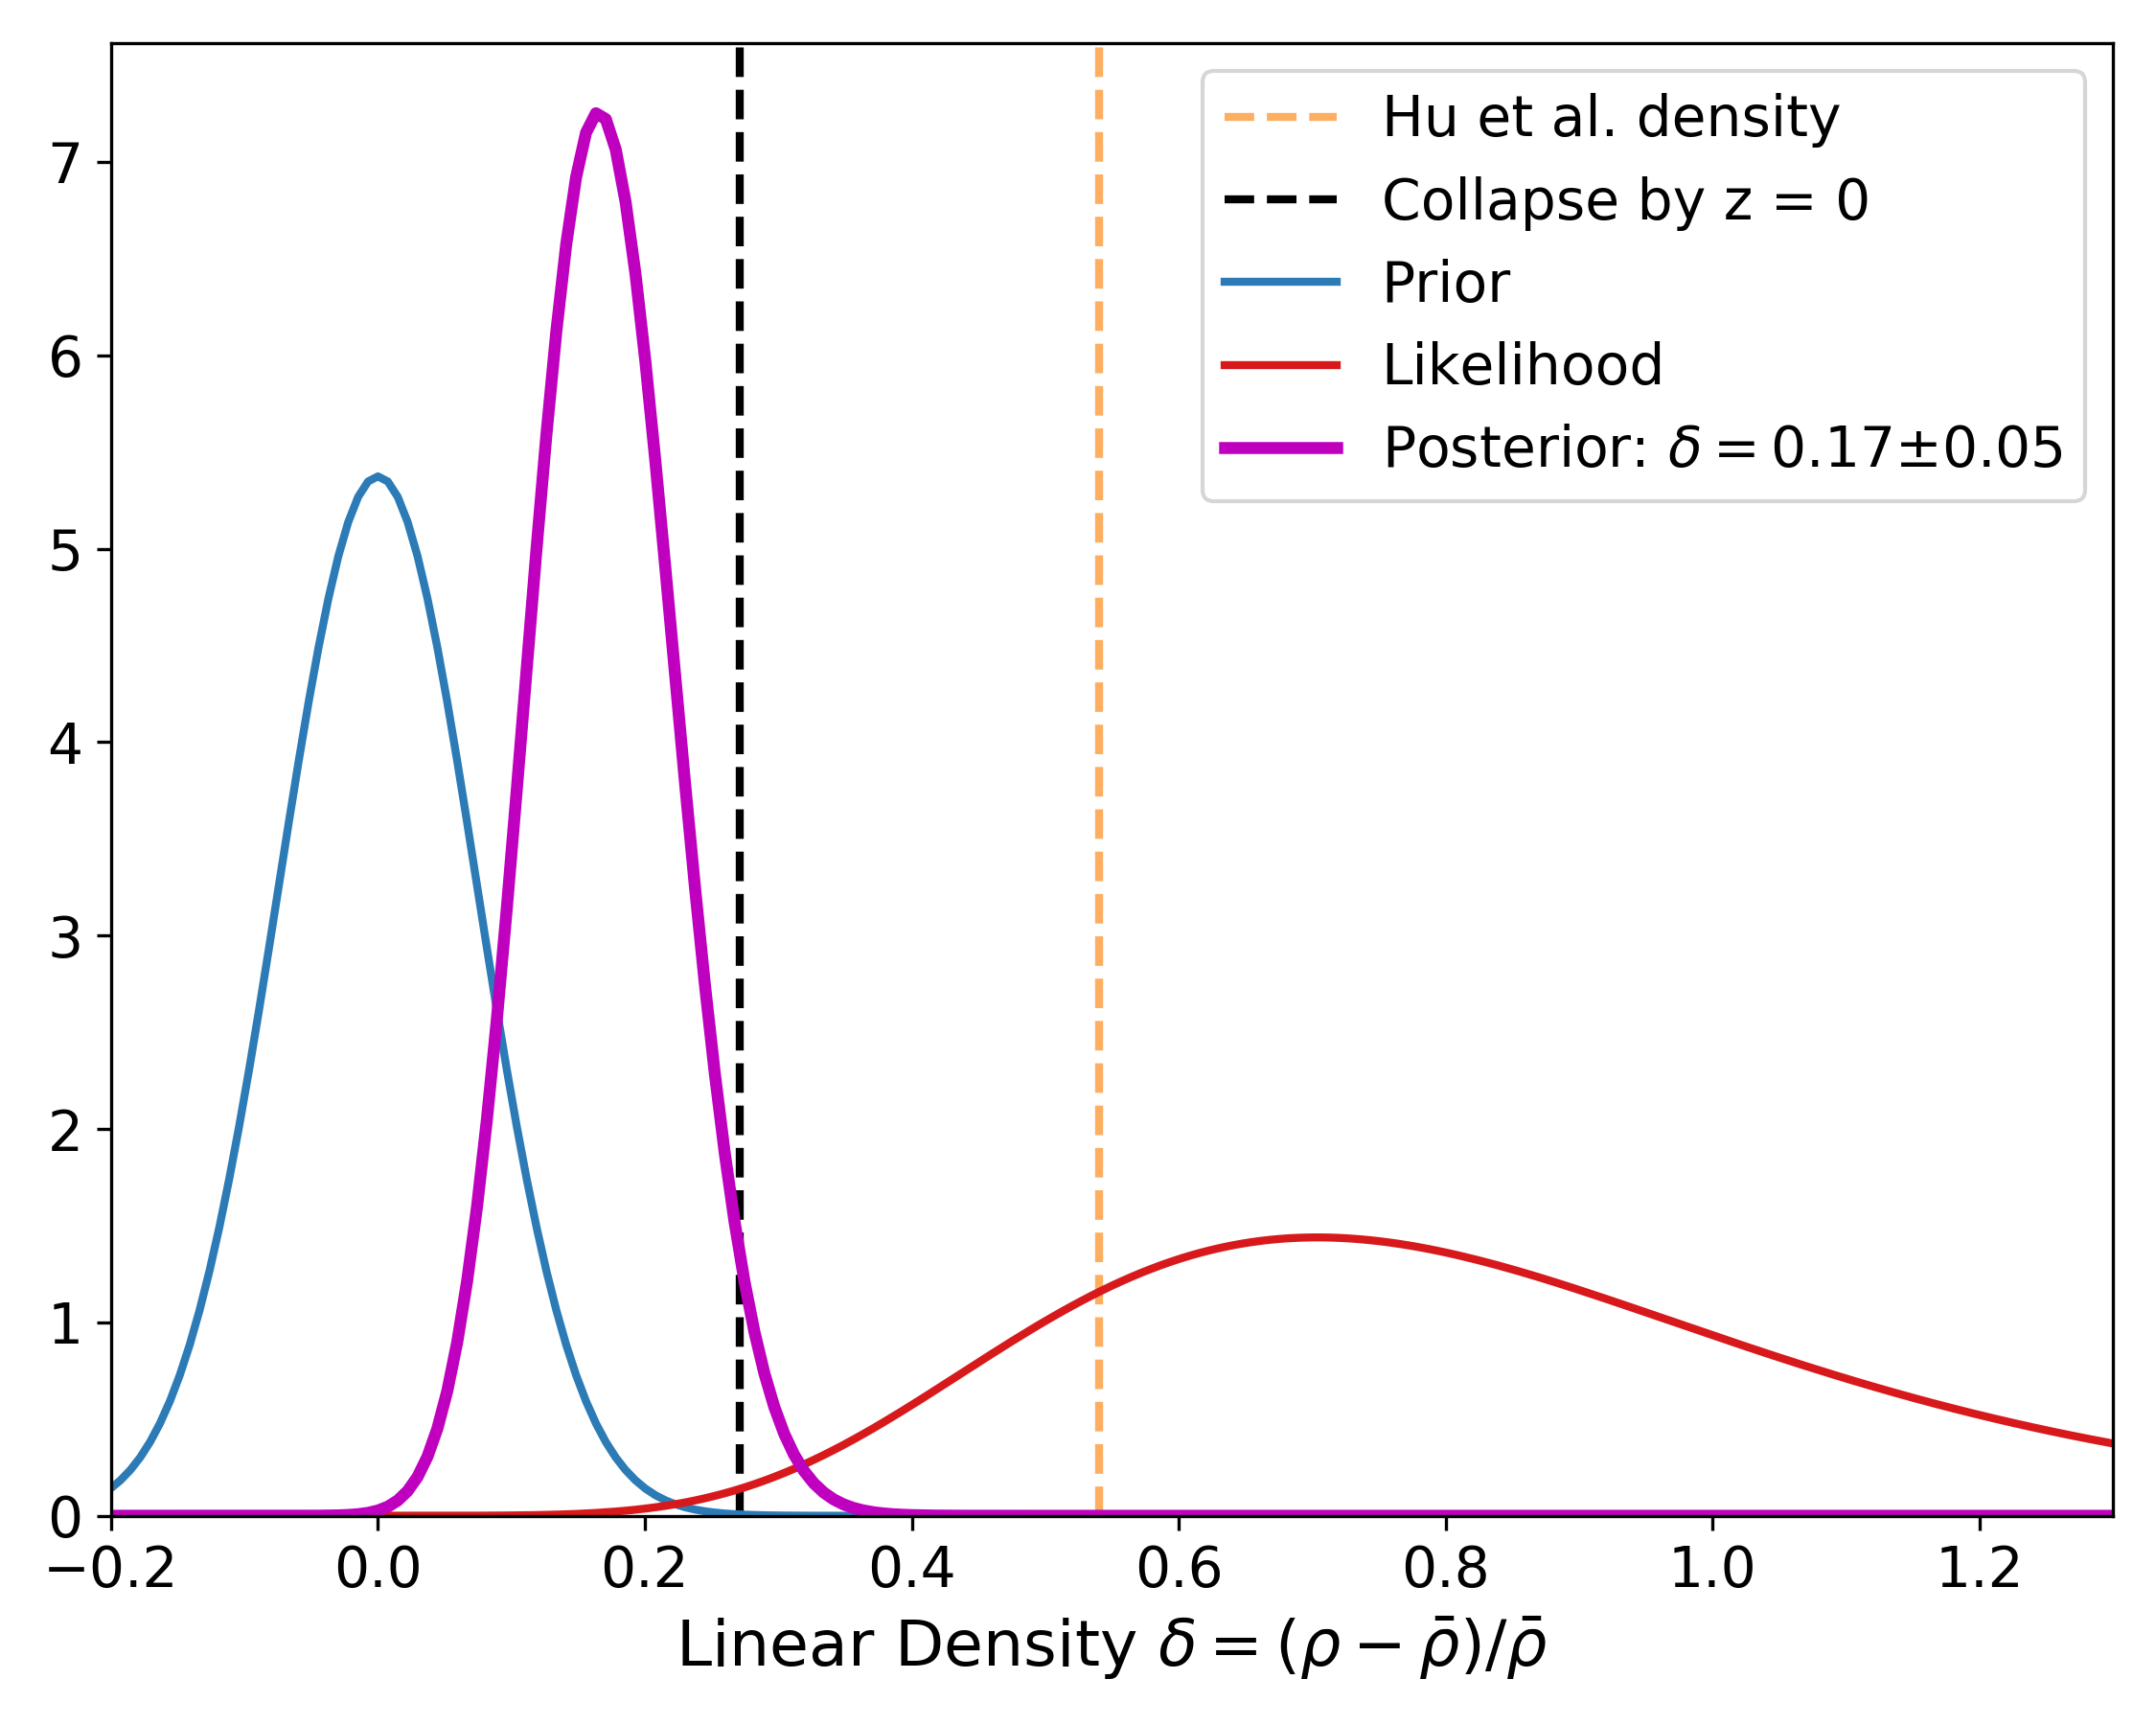 Hu et al. density
Collapse by z = 0
Prior
Likelihood
Posterior: δ = 0.17±0.05
7
6
5
4
3
2
1
0
−0.2 0.0 0.2 0.4 0.6 0.8 1.0 1.2
Linear Density δ = (ρ − ρ̄)/ρ̄